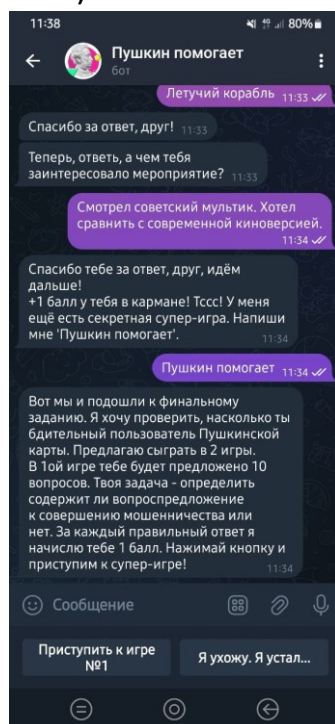 11:38 80%
Пушкин помогает
бот
Летучий корабль 11:33
Спасибо за ответ, друг! 11:33
Теперь, ответь, а чем тебя
заинтересовало мероприятие? 11:33
Смотрел советский мультик. Хотел
сравнить с современной киноверсией.
11:34
Спасибо тебе за ответ, друг, идём
дальше!
+1 балл у тебя в кармане! Тссс! У меня
ещё есть секретная супер-игра. Напиши
мне 'Пушкин помогает'. 11:34
Пушкин помогает 11:34
Вот мы и подошли к финальному
заданию. Я хочу проверить, насколько ты
бдительный пользователь Пушкинской
карты. Предлагаю сыграть в 2 игры.
В 1ой игре тебе будет предложено 10
вопросов. Твоя задача - определить
содержит ли вопроспредложение
к совершению мошенничества или
нет. За каждый правильный ответ я
начислю тебе 1 балл. Нажимай кнопку и
приступим к супер-игре! 11:34
Сообщение
Приступить к игре
№1
Я ухожу. Я устал...